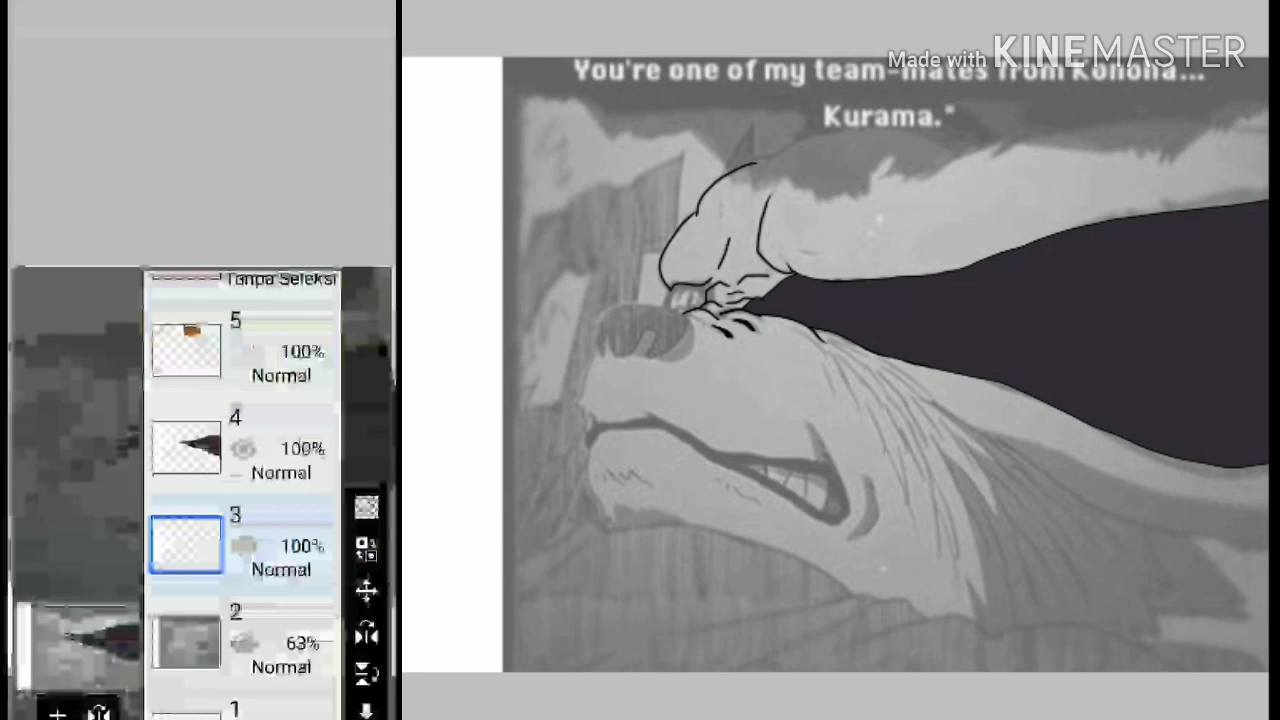 Made with KINEMASTER
You're one of my team-mates from Konoha...
Kurama."
Tanpa Seleksi
5
100%
Normal
4
100%
Normal
3
100%
Normal
2
63%
Normal
1